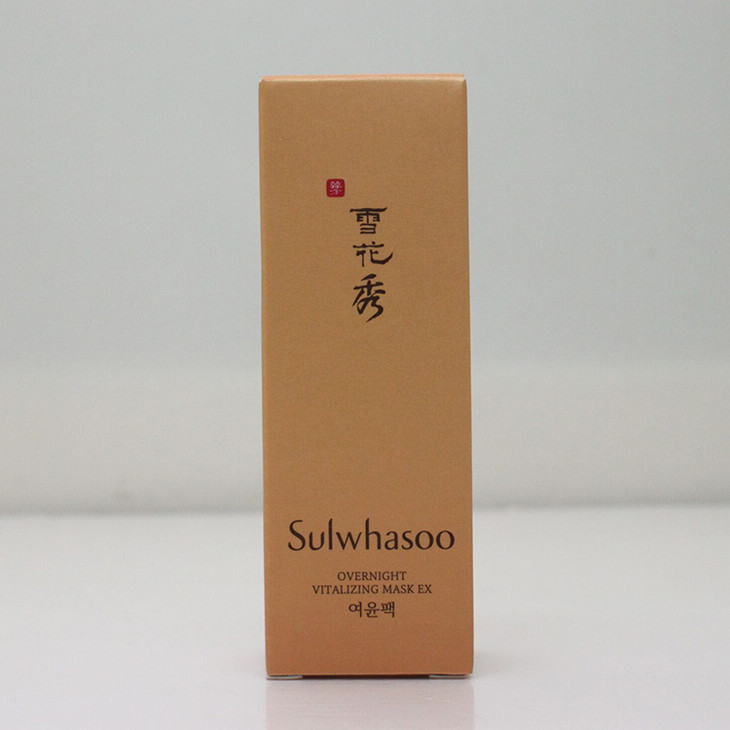 雪
花
秀
Sulwhasoo
OVERNIGHT
VITALIZING MASK EX
여윤팩